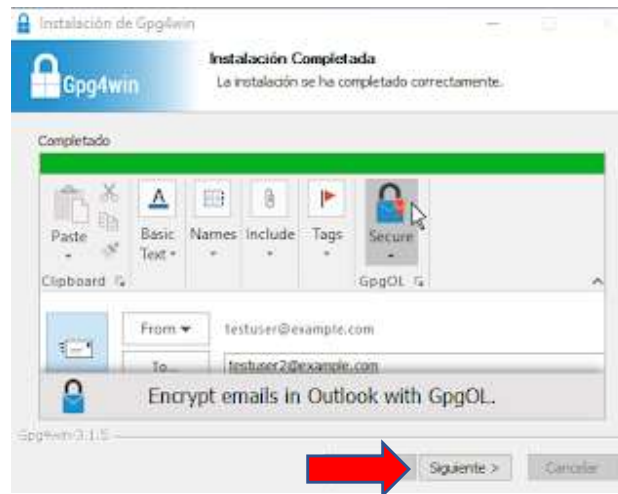 Instalación de Gpg4win
Instalación Completada
Gpg4win
La instalación se ha completado correctamente.
Completado
Paste
Basic Text
Names
Include
Tags
Secure
Clipboard
GpgOL
From
testuser@example.com
To...
testuser2@example.com
Encrypt emails in Outlook with GpgOL.
Gpg4win-3.1.5
Siguiente >
Cancelar